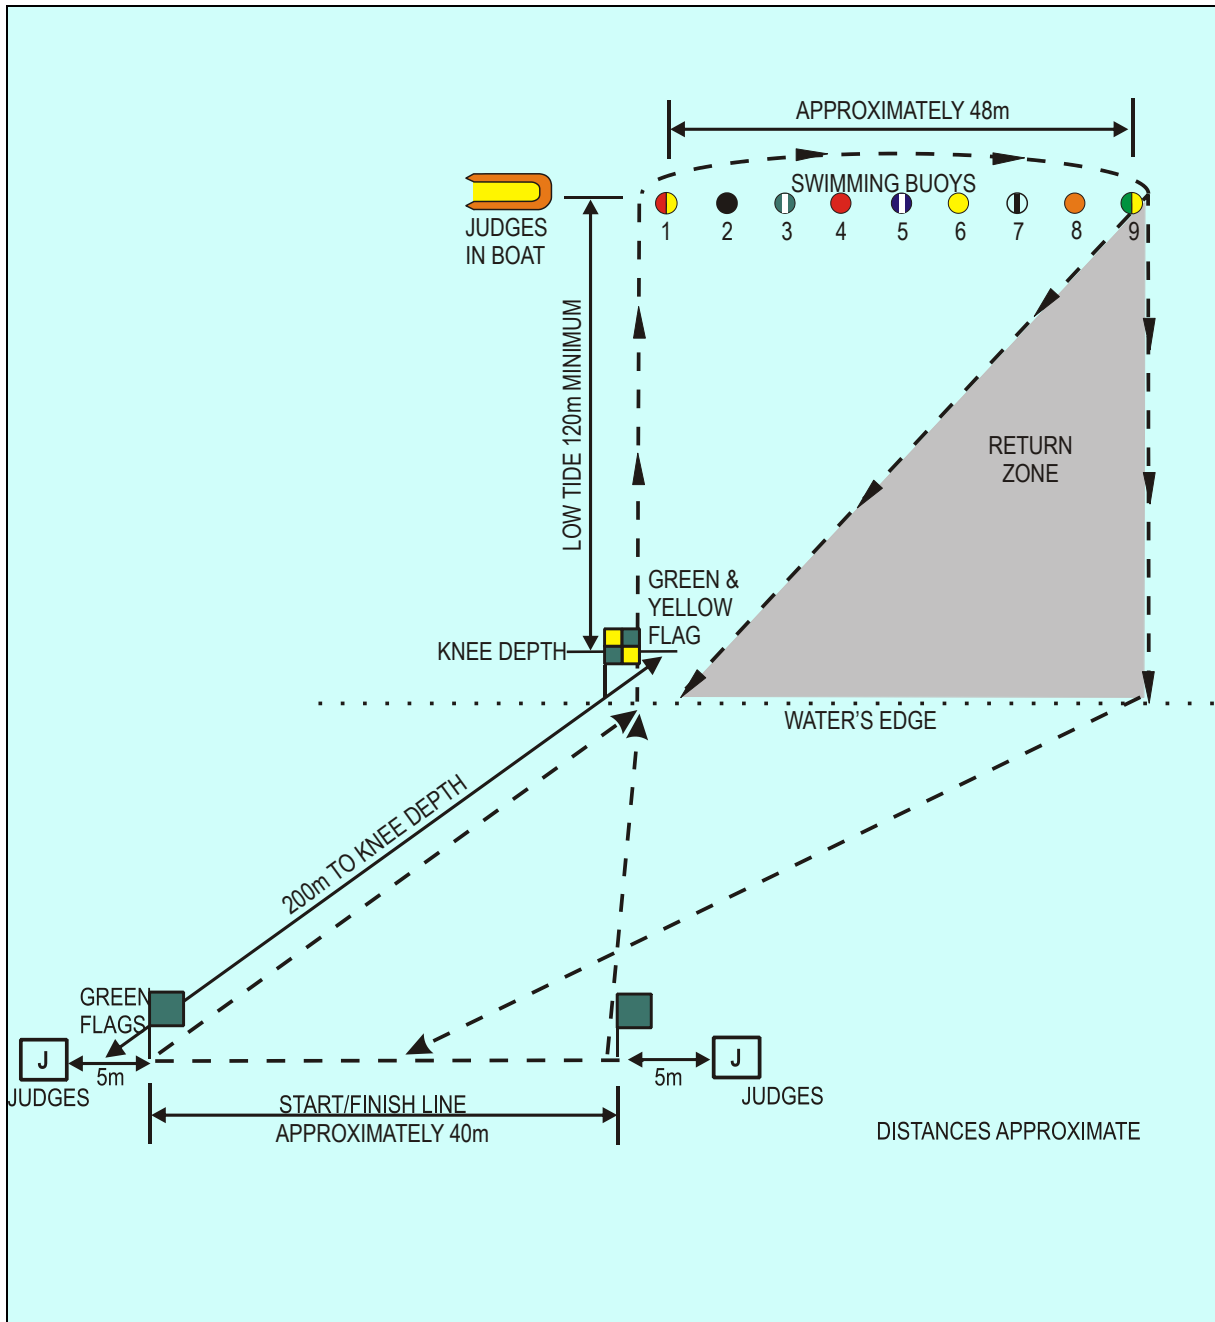 APPROXIMATELY 48m
SWIMMING BUOYS
1 2 3 4 5 6 7 8 9
JUDGES
IN BOAT
LOW TIDE 120m MINIMUM
RETURN
ZONE
GREEN &
YELLOW
FLAG
KNEE DEPTH
WATER'S EDGE
200m TO KNEE DEPTH
GREEN
FLAGS
J
5m
JUDGES
J
5m
JUDGES
START/FINISH LINE
APPROXIMATELY 40m
DISTANCES APPROXIMATE